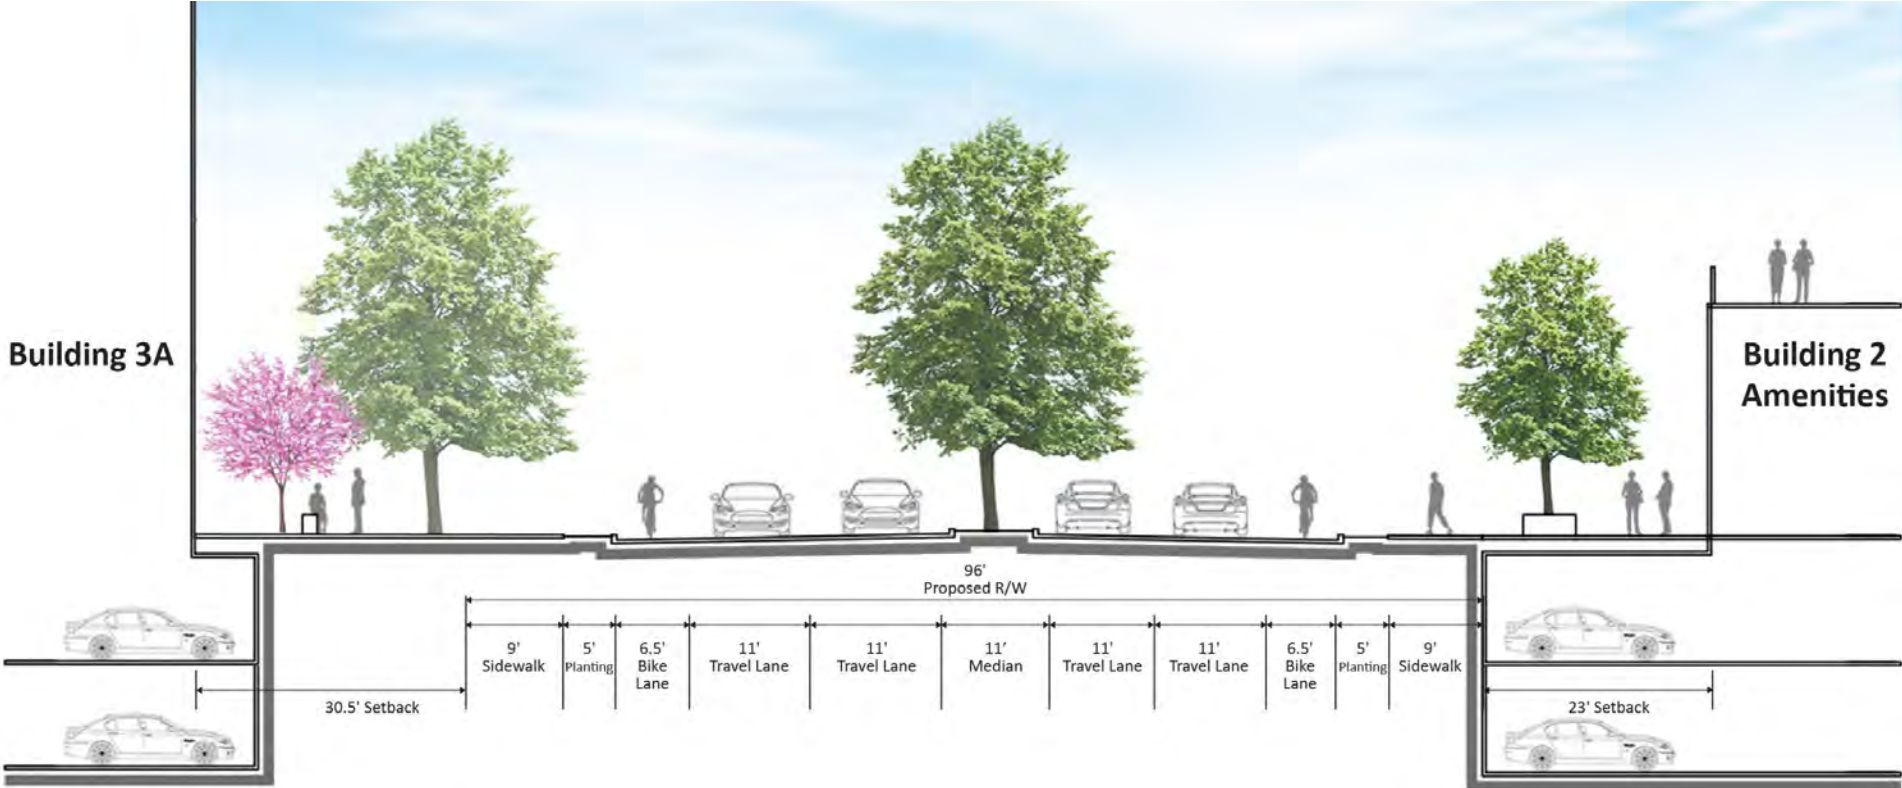 Building 3A
Building 2
Amenities
96'
Proposed R/W
9'
Sidewalk
5'
Planting
6.5'
Bike
Lane
11'
Travel Lane
11'
Travel Lane
11'
Median
11'
Travel Lane
11'
Travel Lane
6.5'
Bike
Lane
5'
Planting
9'
Sidewalk
30.5' Setback
23' Setback